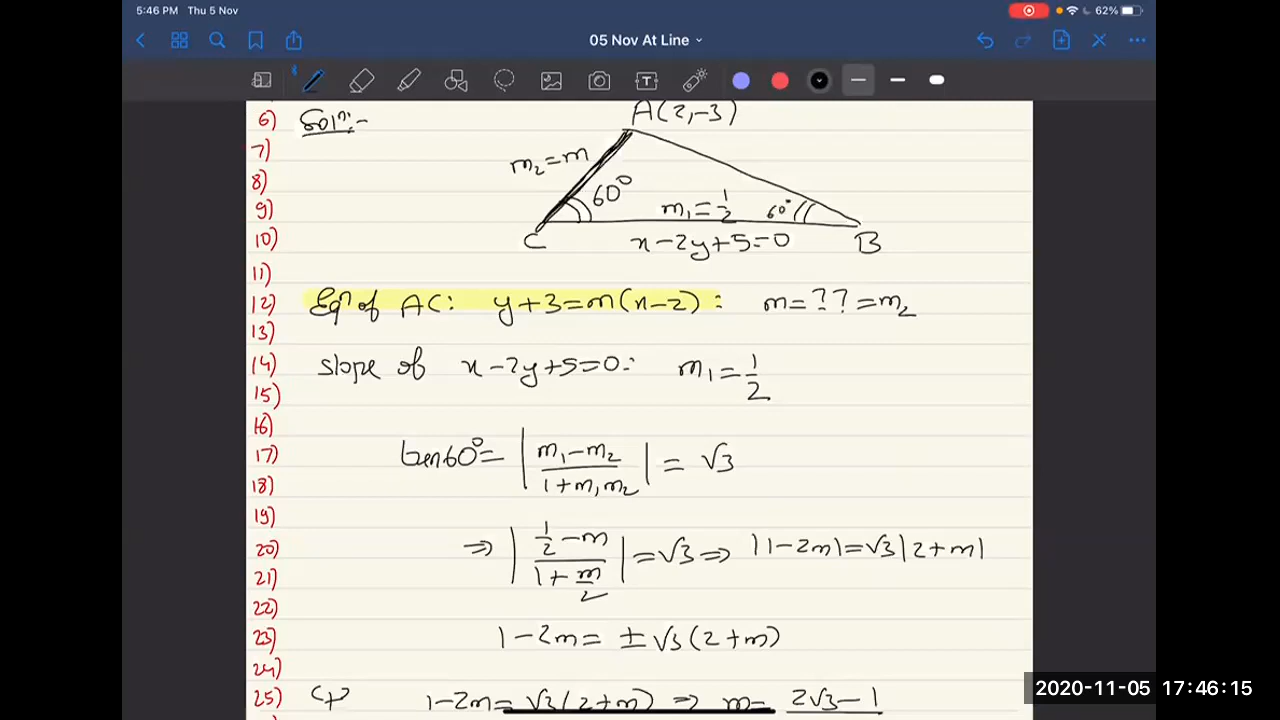 5:46 PM Thu 5 Nov
62%
05 Nov At Line
6) Soln:-
A(2,-3)
7)
m₂=m
8)
60°
9)
m₁=1/2
60°
10)
C
x-2y+5=0
B
11)
12) Eqn of AC: y+3=m(x-2): m=??=m₂
13)
14) slope of x-2y+5=0: m₁=1/2
15)
16)
17) tan60°= |(m₁-m₂)/(1+m₁m₂)| = √3
18)
19)
20) ⇒ |(1/2-m)/(1+m/2)|=√3 ⇒ |1-2m|=√3|2+m|
21)
22)
23) 1-2m= ±√3(2+m)
24)
25) (+) 1-2m=√3(2+m) ⇒ m= 2√3-1
2020-11-05 17:46:15